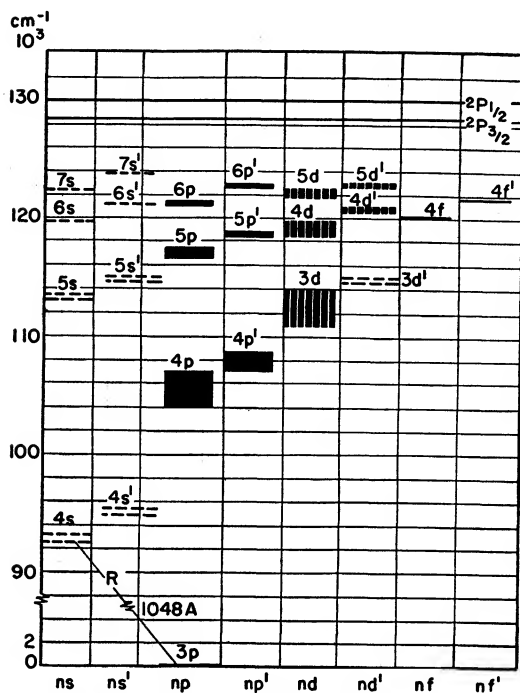 cm⁻¹
10³
130
²P1/2
²P3/2
7s'
7s
6s'
6p
6p'
5d
5d'
4f'
6s
4d
4d'
4f
120
5p
5p'
5s
5s'
3d
3d'
110
4p
4p'
100
4s'
4s
90
R
1048A
2
3p
0
ns ns' np np' nd nd' nf nf'